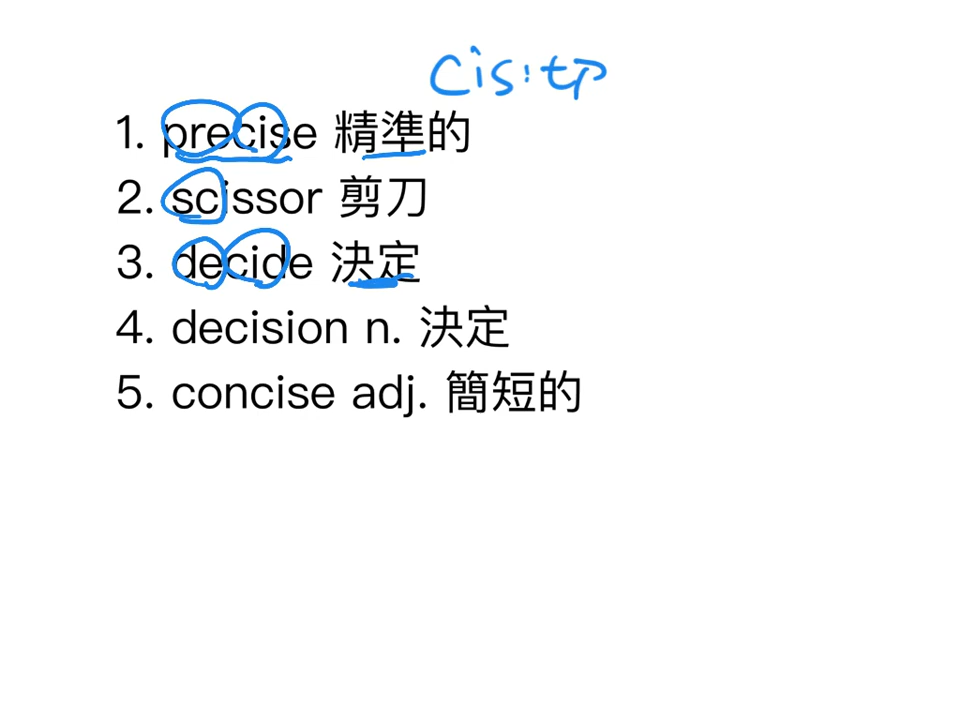 cis:切
1. precise 精準的
2. scissor 剪刀
3. decide 決定
4. decision n. 決定
5. concise adj. 簡短的